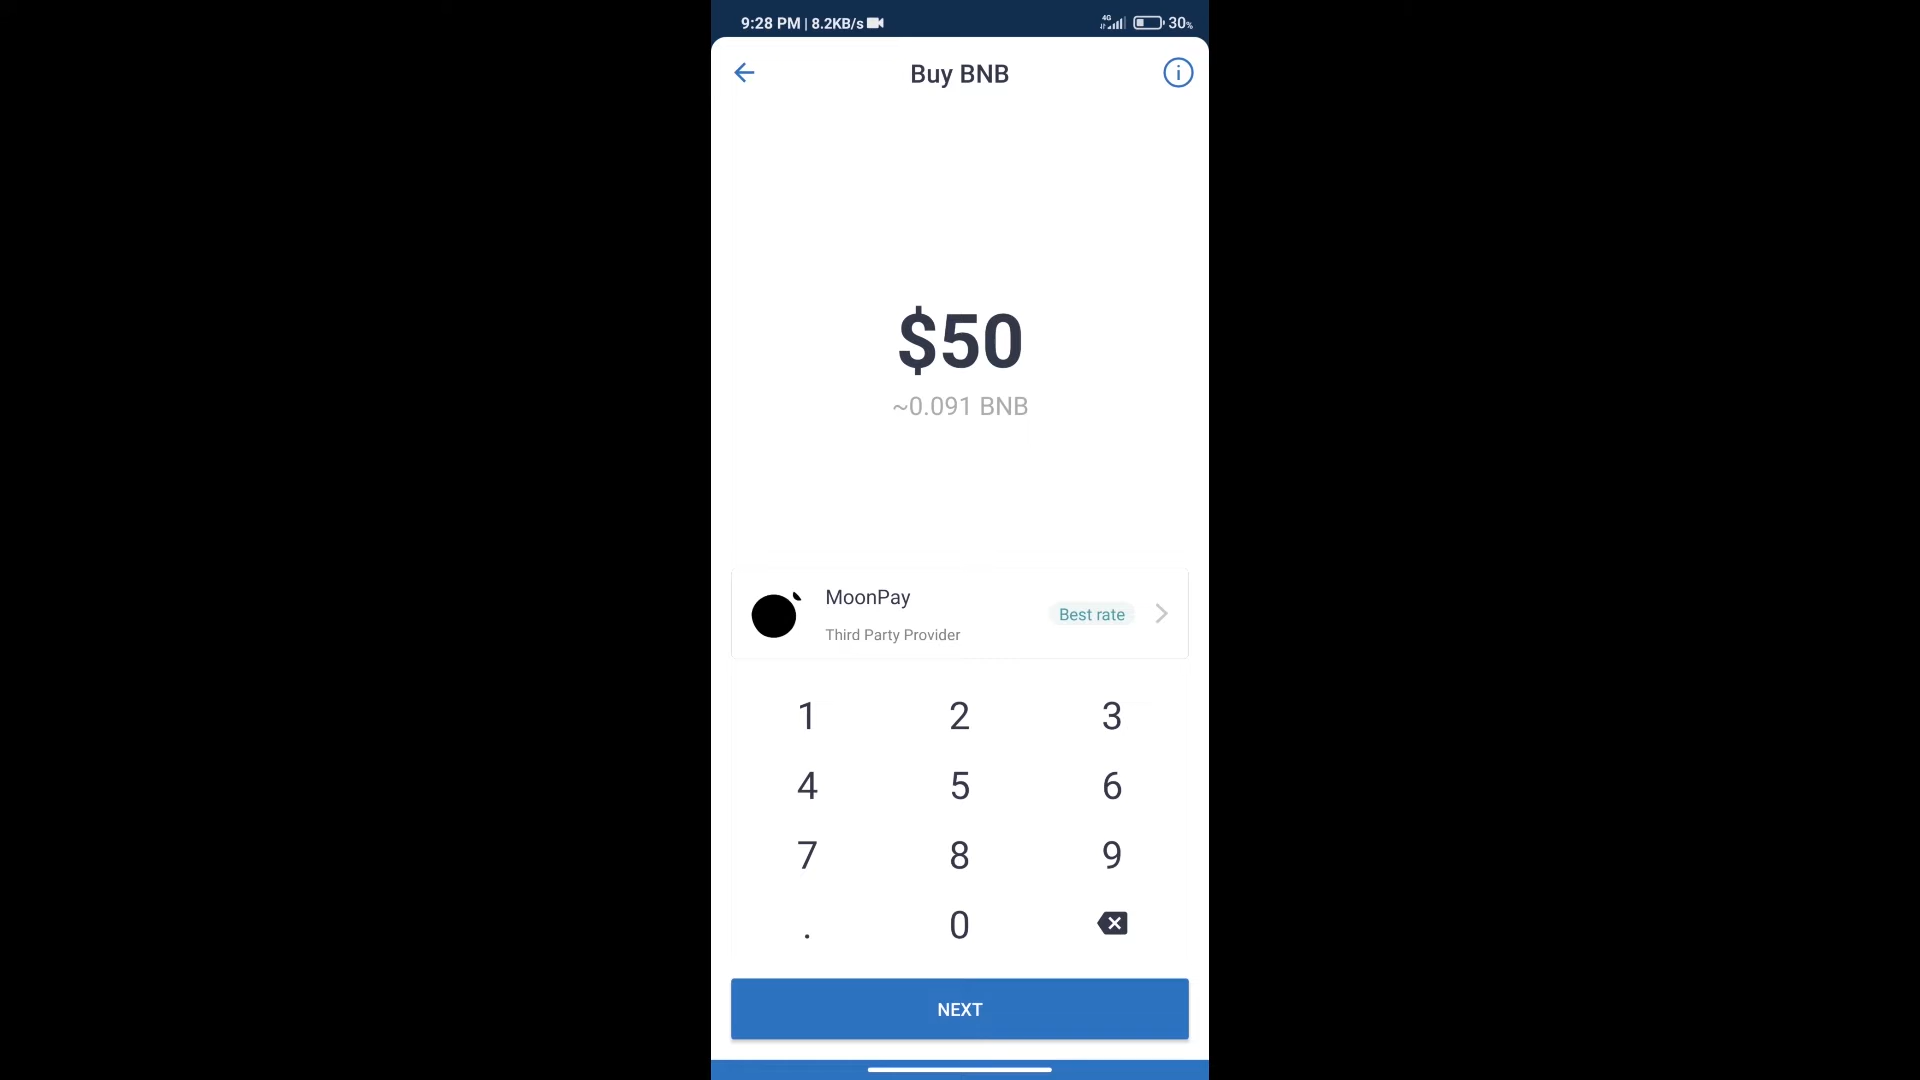 9:28 PM | 8.2KB/s 4G 30%
Buy BNB
$50
~0.091 BNB
MoonPay
Best rate
Third Party Provider
1 2 3
4 5 6
7 8 9
. 0
NEXT